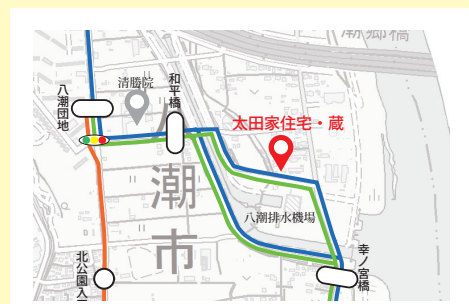 潮郷橋
清勝院
和平橋
八潮団地
太田家住宅・蔵
八潮市
八潮排水機場
幸ノ宮橋
北公園入口